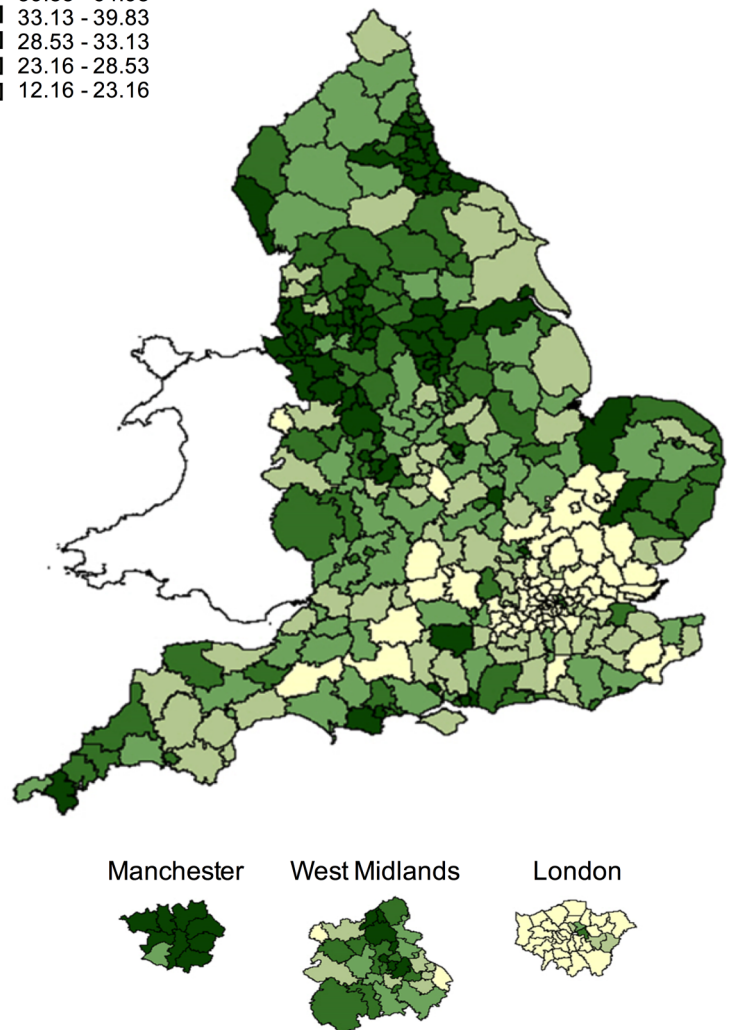 33.13 - 39.83
28.53 - 33.13
23.16 - 28.53
12.16 - 23.16
Manchester
West Midlands
London